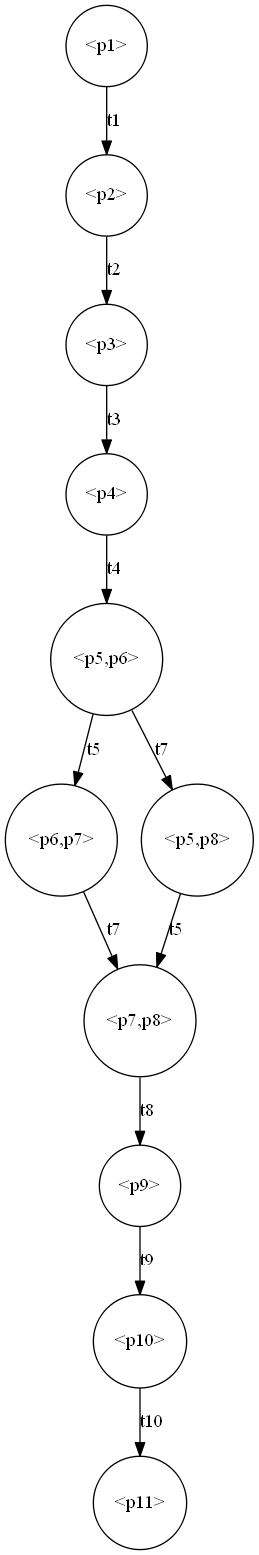 <p1>
t1
<p2>
t2
<p3>
t3
<p4>
t4
<p5,p6>
t5 t7
<p6,p7> <p5,p8>
t7 t5
<p7,p8>
t8
<p9>
t9
<p10>
t10
<p11>